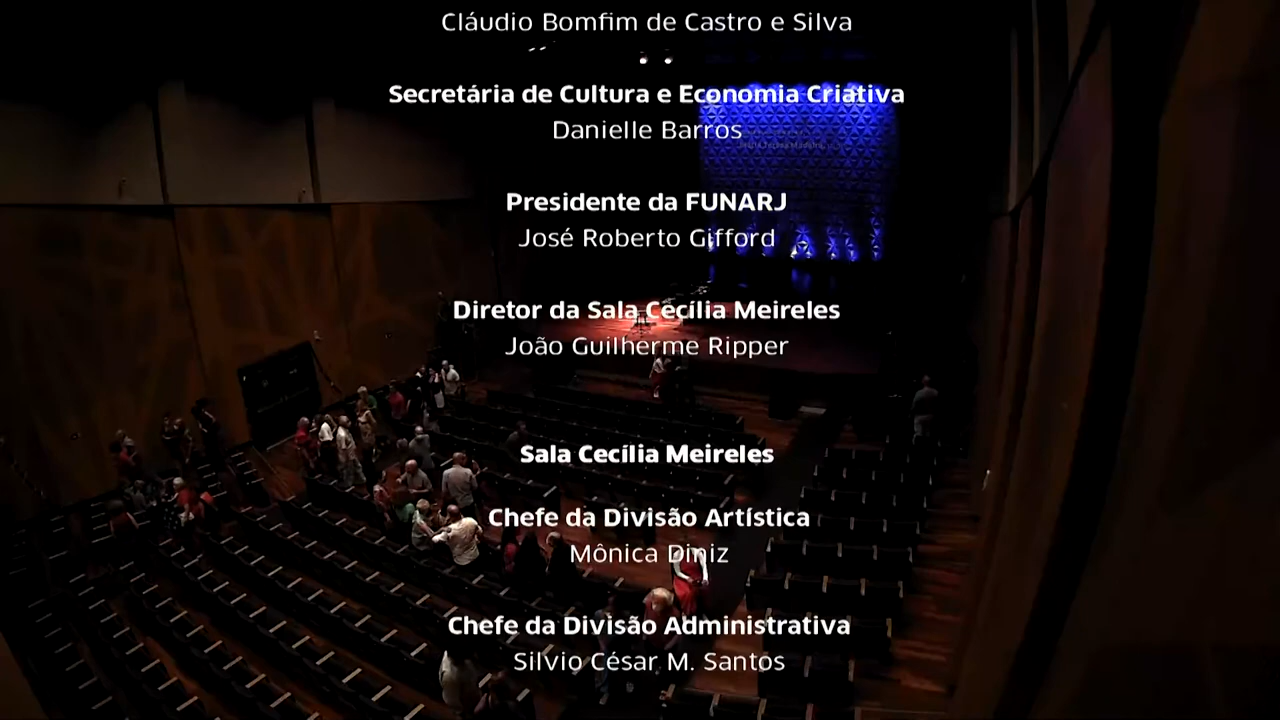 Cláudio Bomfim de Castro e Silva
Secretária de Cultura e Economia Criativa
Danielle Barros
Presidente da FUNARJ
José Roberto Gifford
Diretor da Sala Cecília Meireles
João Guilherme Ripper
Sala Cecília Meireles
Chefe da Divisão Artística
Mônica Diniz
Chefe da Divisão Administrativa
Silvio César M. Santos